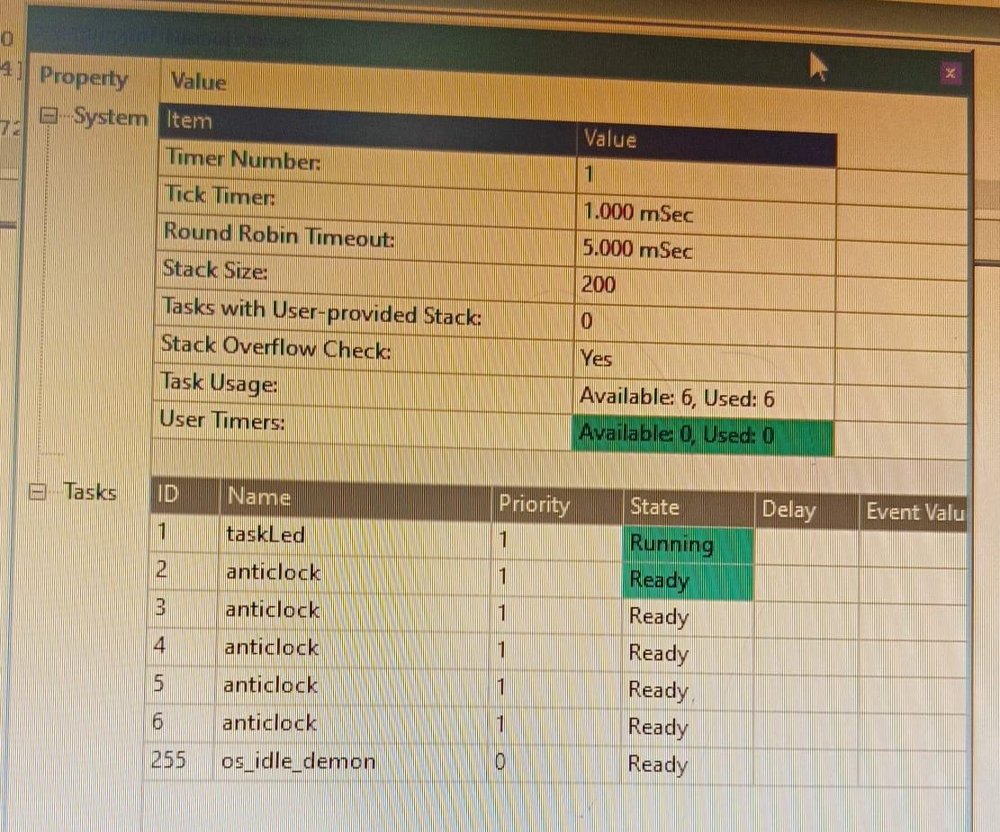 Property Value
System
Item Value
Timer Number: 1
Tick Timer: 1.000 mSec
Round Robin Timeout: 5.000 mSec
Stack Size: 200
Tasks with User-provided Stack: 0
Stack Overflow Check: Yes
Task Usage: Available: 6, Used: 6
User Timers: Available: 0, Used: 0
Tasks
ID Name Priority State Delay Event Valu
1 taskLed 1 Running
2 anticlock 1 Ready
3 anticlock 1 Ready
4 anticlock 1 Ready
5 anticlock 1 Ready
6 anticlock 1 Ready
255 os_idle_demon 0 Ready